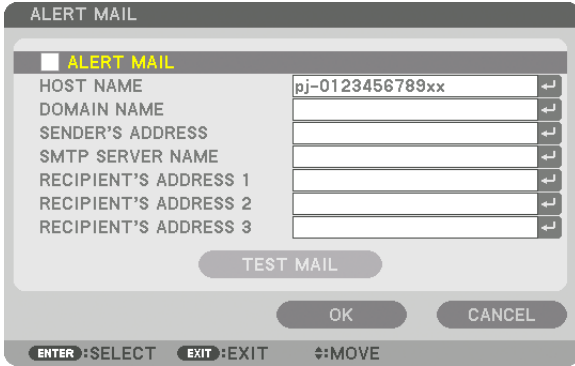 ALERT MAIL
ALERT MAIL
HOST NAME pj-0123456789xx
DOMAIN NAME
SENDER'S ADDRESS
SMTP SERVER NAME
RECIPIENT'S ADDRESS 1
RECIPIENT'S ADDRESS 2
RECIPIENT'S ADDRESS 3
TEST MAIL
OK CANCEL
ENTER :SELECT EXIT :EXIT :MOVE